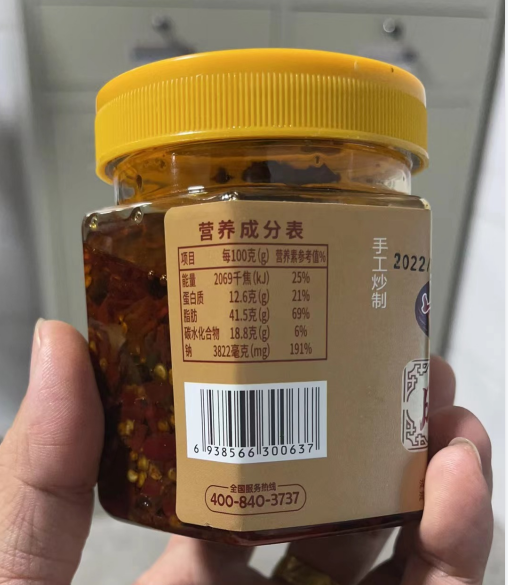 营养成分表
项目 每100克(g) 营养素参考值%
能量 2069千焦(kJ) 25%
蛋白质 12.6克(g) 21%
脂肪 41.5克(g) 69%
碳水化合物 18.8克(g) 6%
钠 3822毫克(mg) 191%
6 938566 300637
全国服务热线
400-840-3737
手工炒制
2022/